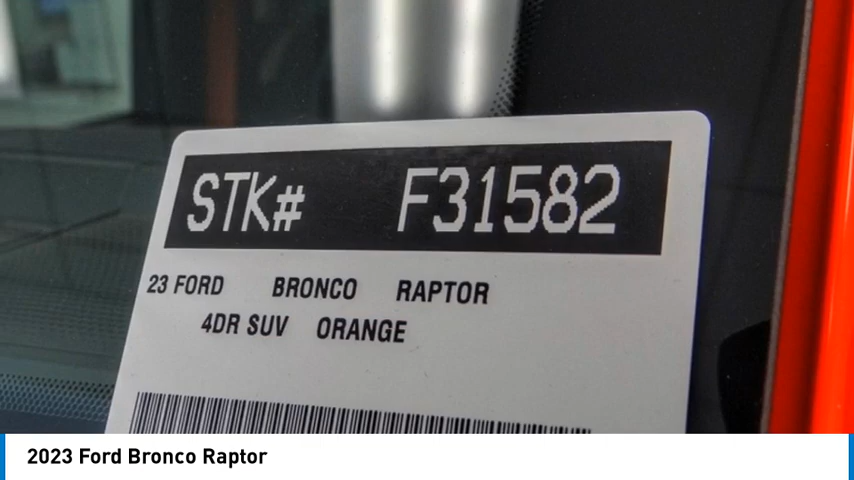 STK# F31582
23 FORD BRONCO RAPTOR
4DR SUV ORANGE
2023 Ford Bronco Raptor